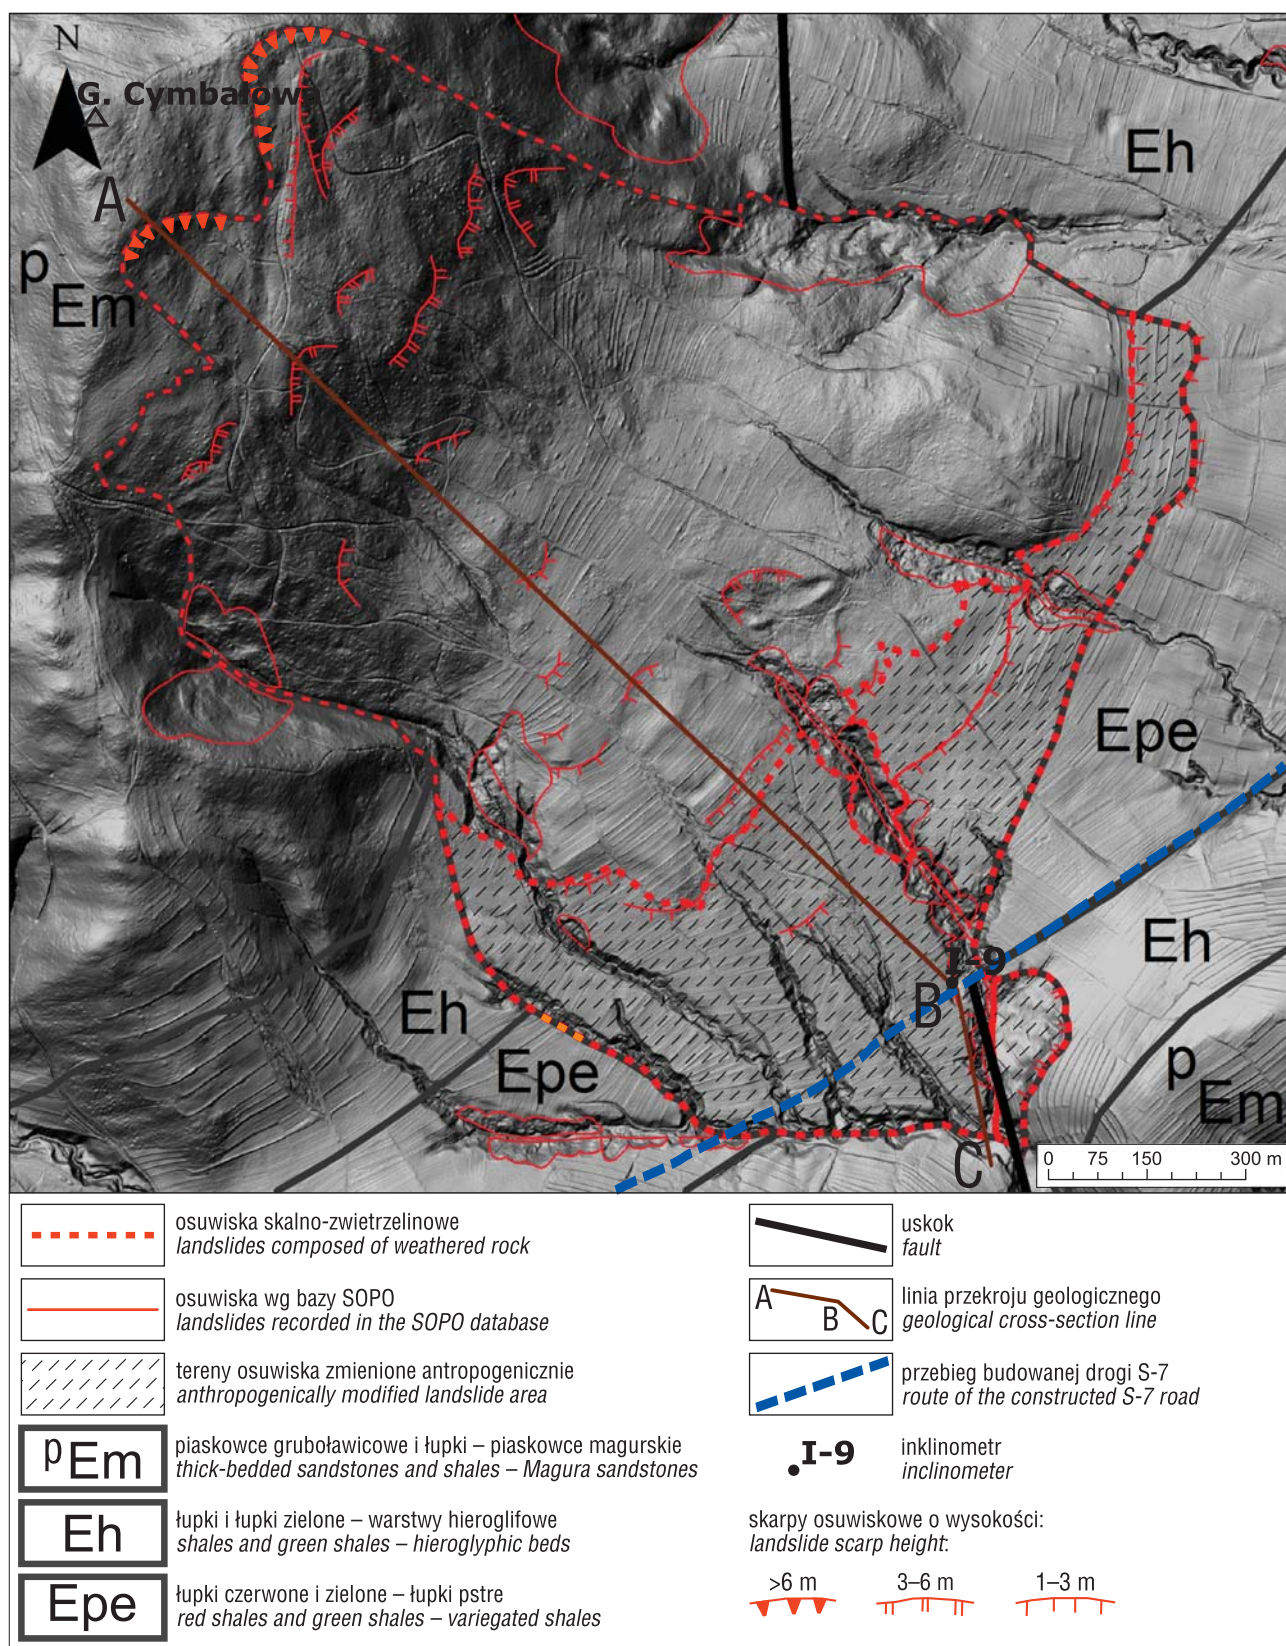 N
G. Cymbałowa
Eh
A
p
Em
Epe
Eh
I-9
B
Eh
Epe
p
Em
C
0 75 150 300 m
osuwiska skalno-zwietrzelinowe
landslides composed of weathered rock
osuwiska wg bazy SOPO
landslides recorded in the SOPO database
tereny osuwiska zmienione antropogenicznie
anthropogenically modified landslide area
pEm
piaskowce gruboławicowe i łupki – piaskowce magurskie
thick-bedded sandstones and shales – Magura sandstones
Eh
łupki i łupki zielone – warstwy hieroglifowe
shales and green shales – hieroglyphic beds
Epe
łupki czerwone i zielone – łupki pstre
red shales and green shales – variegated shales
uskok
fault
A B C
linia przekroju geologicznego
geological cross-section line
przebieg budowanej drogi S-7
route of the constructed S-7 road
I-9
inklinometr
inclinometer
skarpy osuwiskowe o wysokości:
landslide scarp height:
>6 m 3–6 m 1–3 m